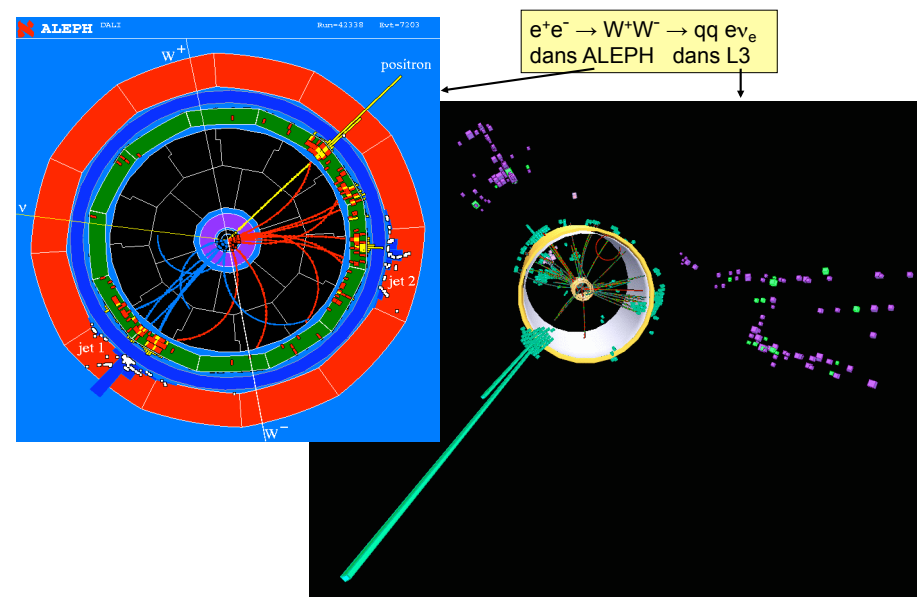 ALEPH DALI Run=42338 Evt=7203
e⁺e⁻ → W⁺W⁻ → qq eνₑ
dans ALEPH dans L3
W⁺
positron
ν
jet 2
jet 1
W⁻